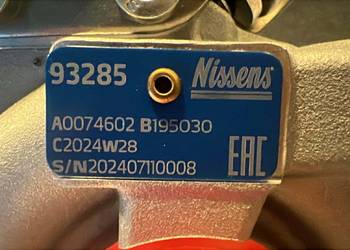 93285 Nissens
A0074602 B195030
C2024W28
S/N202407110008
EAC